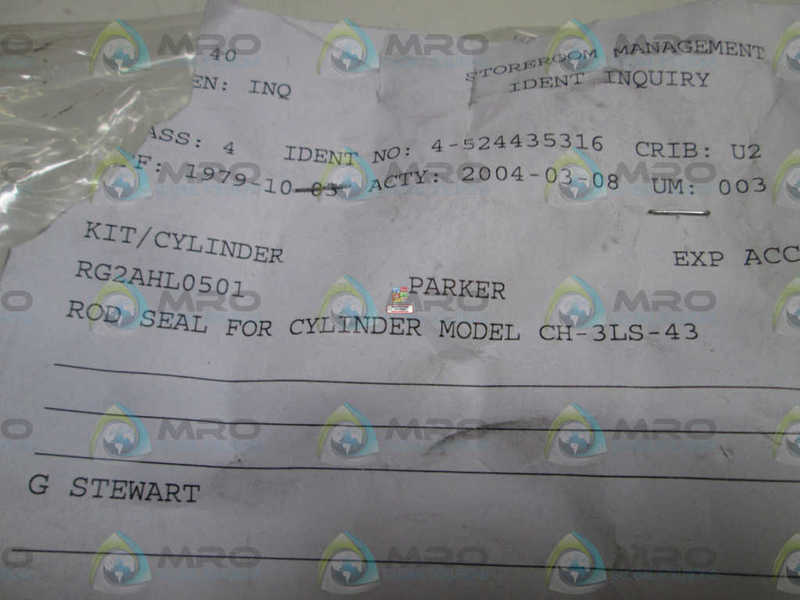 40 STOREROOM MANAGEMENT
EN: INQ IDENT INQUIRY
ASS: 4 IDENT NO: 4-524435316 CRIB: U2
F: 1979-10-03 ACTY: 2004-03-08 UM: 003
KIT/CYLINDER EXP ACC
RG2AHL0501 PARKER
ROD SEAL FOR CYLINDER MODEL CH-3LS-43
G STEWART
MRO